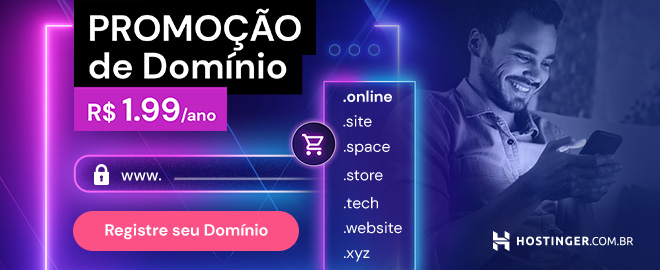 PROMOÇÃO
de Domínio
R$ 1.99/ano
www.
Registre seu Domínio
.online
.site
.space
.store
.tech
.website
.xyz
HOSTINGER.COM.BR